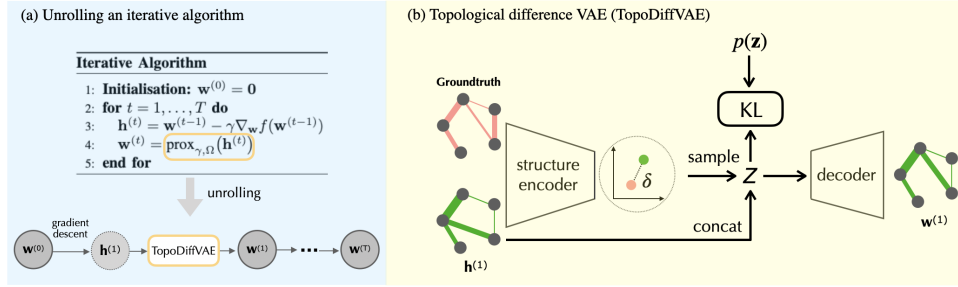 (a) Unrolling an iterative algorithm
Iterative Algorithm
1: Initialisation: w^(0) = 0
2: for t = 1, . . . , T do
3: h^(t) = w^(t−1) − γ∇_w f(w^(t−1))
4: w^(t) = prox_γ,Ω(h^(t))
5: end for
unrolling
gradient
descent
w^(0)
h^(1)
TopoDiffVAE
w^(1)
...
w^(T)
(b) Topological difference VAE (TopoDiffVAE)
p(z)
Groundtruth
KL
structure
encoder
δ
sample
Z
decoder
concat
h^(1)
w^(1)